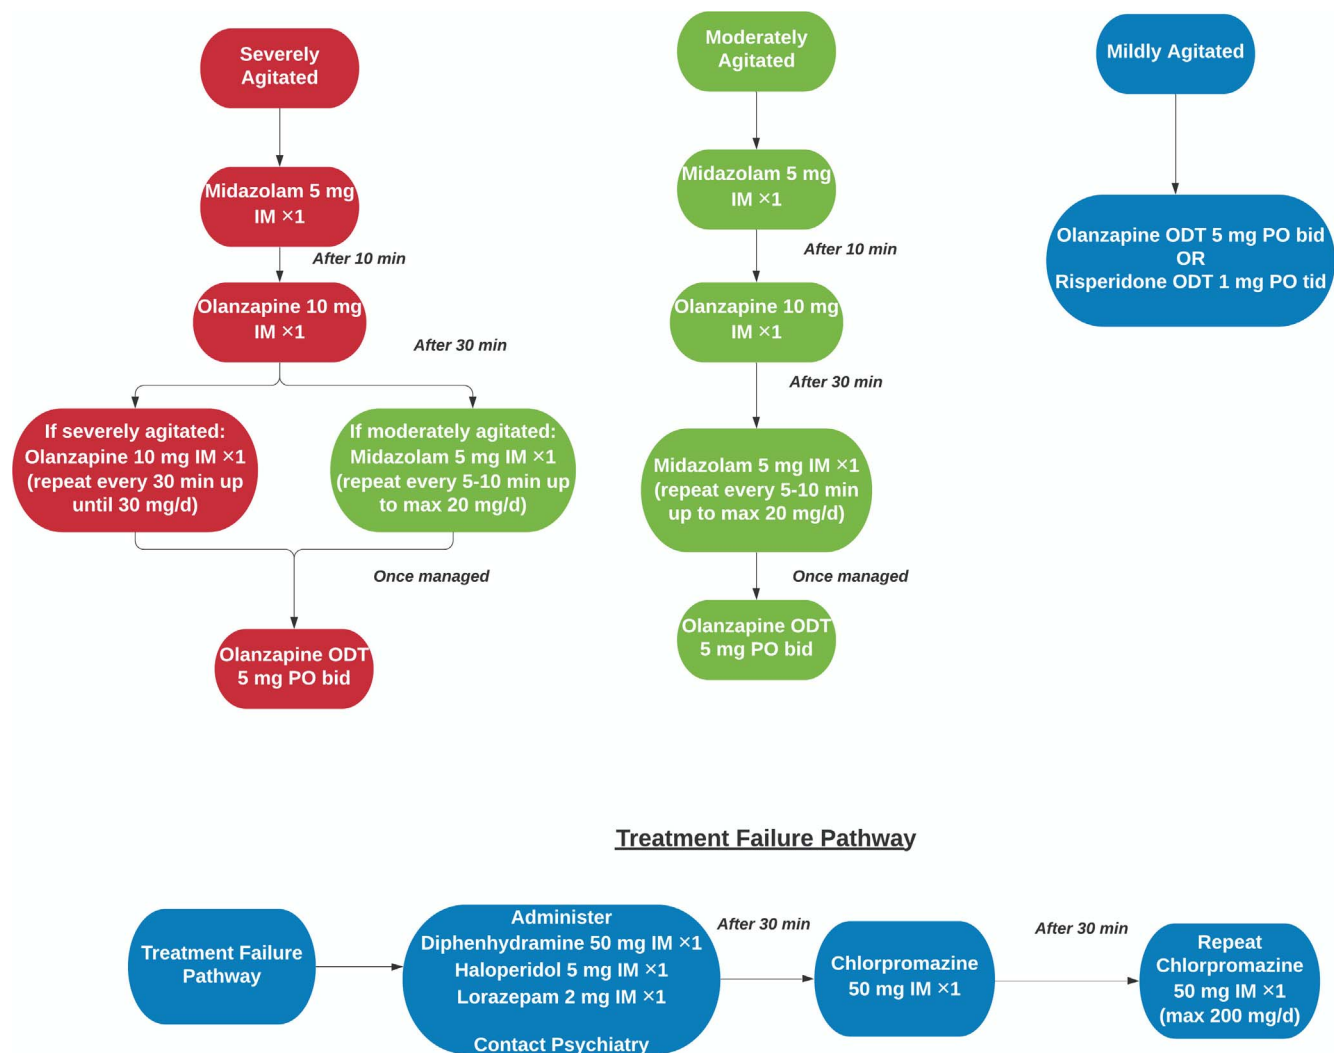 Severely
Agitated
Midazolam 5 mg
IM ×1
After 10 min
Olanzapine 10 mg
IM ×1
After 30 min
If severely agitated:
Olanzapine 10 mg IM ×1
(repeat every 30 min up
until 30 mg/d)
If moderately agitated:
Midazolam 5 mg IM ×1
(repeat every 5-10 min up
to max 20 mg/d)
Once managed
Olanzapine ODT
5 mg PO bid
Moderately
Agitated
Midazolam 5 mg
IM ×1
After 10 min
Olanzapine 10 mg
IM ×1
After 30 min
Midazolam 5 mg IM ×1
(repeat every 5-10 min
up to max 20 mg/d)
Once managed
Olanzapine ODT
5 mg PO bid
Mildly Agitated
Olanzapine ODT 5 mg PO bid
OR
Risperidone ODT 1 mg PO tid
Treatment Failure Pathway
Treatment Failure
Pathway
Administer
Diphenhydramine 50 mg IM ×1
Haloperidol 5 mg IM ×1
Lorazepam 2 mg IM ×1
Contact Psychiatry
After 30 min
Chlorpromazine
50 mg IM ×1
After 30 min
Repeat
Chlorpromazine
50 mg IM ×1
(max 200 mg/d)